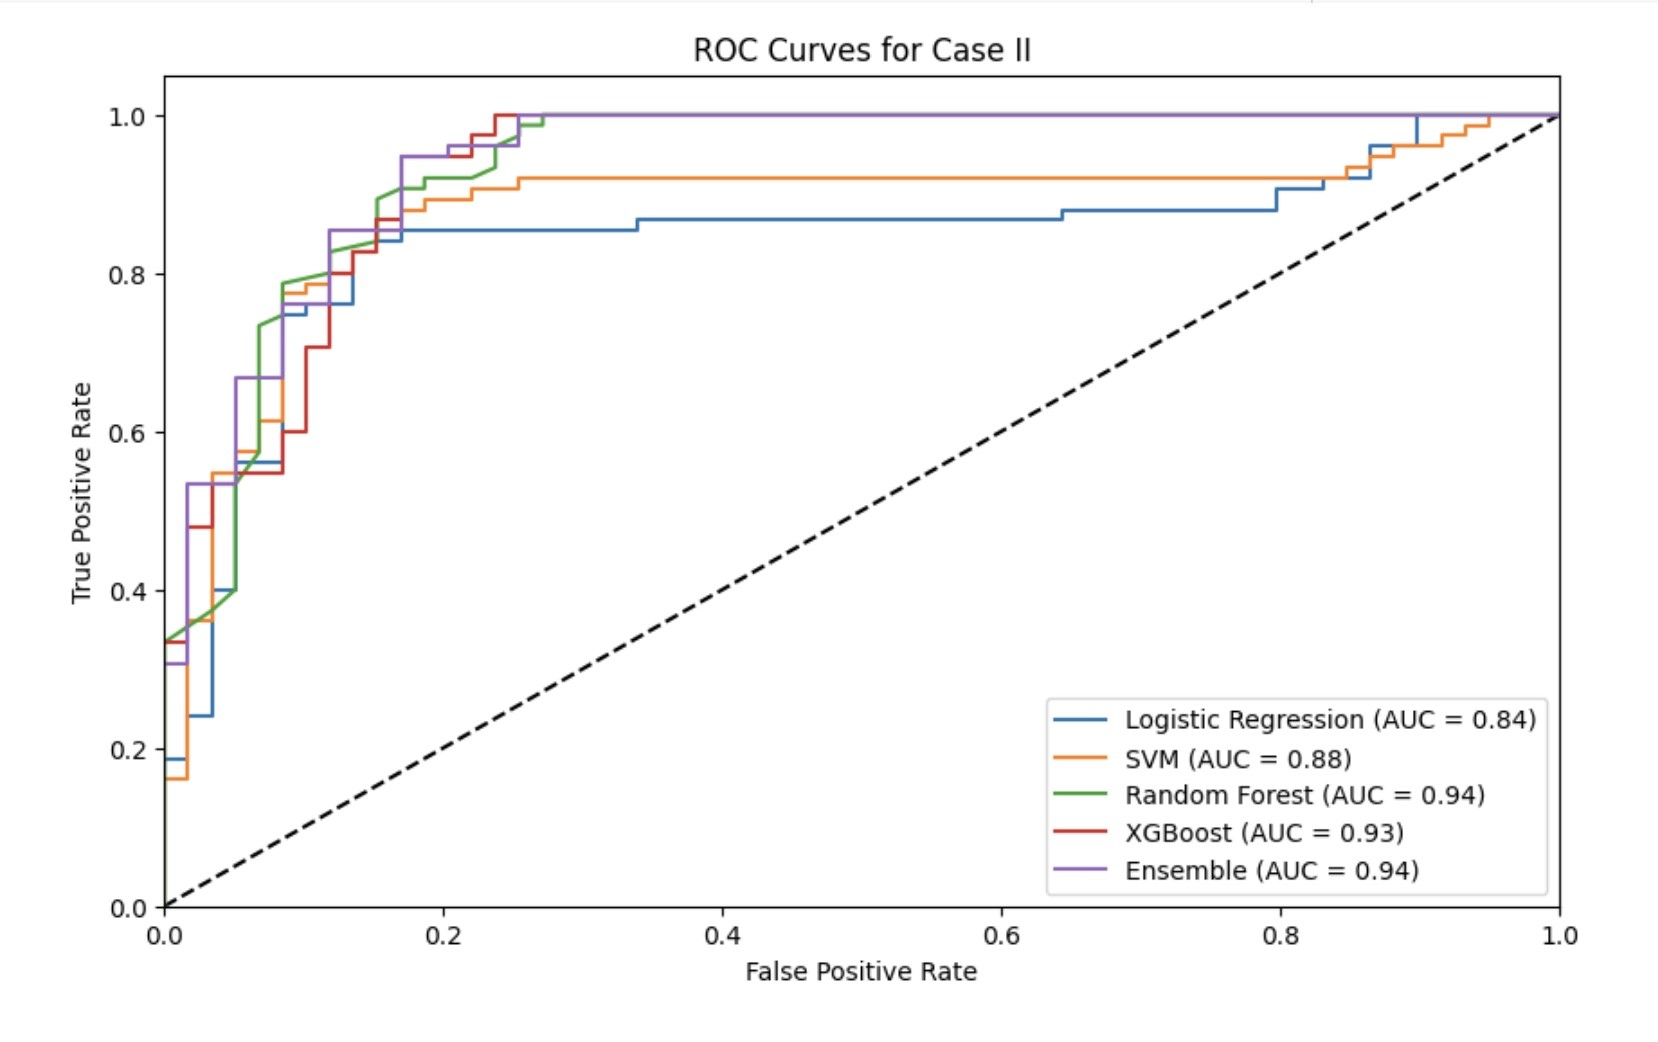 ROC Curves for Case II
True Positive Rate
1.0
0.8
0.6
0.4
0.2
0.0
0.0 0.2 0.4 0.6 0.8 1.0
False Positive Rate
Logistic Regression (AUC = 0.84)
SVM (AUC = 0.88)
Random Forest (AUC = 0.94)
XGBoost (AUC = 0.93)
Ensemble (AUC = 0.94)